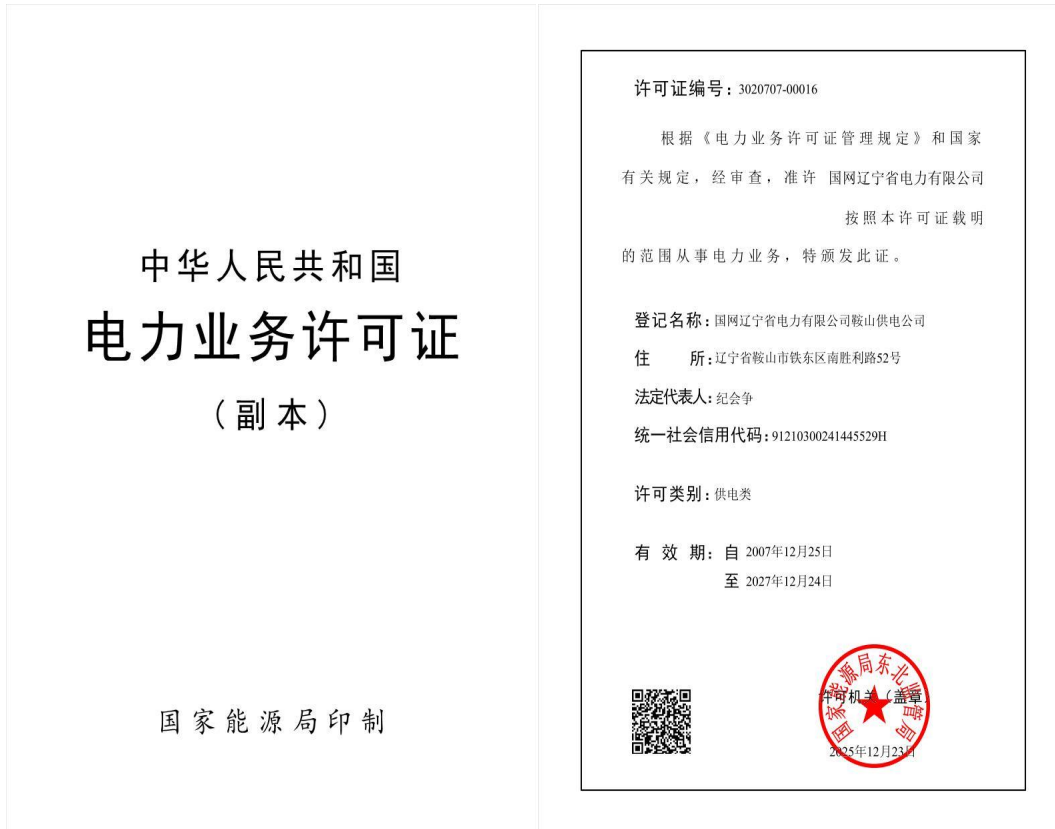 中华人民共和国
电力业务许可证
（副本）
国家能源局印制
许可证编号：3020707-00016
根据《电力业务许可证管理规定》和国家
有关规定，经审查，准许 国网辽宁省电力有限公司
按照本许可证载明
的范围从事电力业务，特颁发此证。
登记名称：国网辽宁省电力有限公司鞍山供电公司
住 所：辽宁省鞍山市铁东区南胜利路52号
法定代表人：纪会争
统一社会信用代码：91210300241445529H
许可类别：供电类
有 效 期：自 2007年12月25日
至 2027年12月24日
国家能源局东北监管局
许可机关（盖章）
2025年12月23日